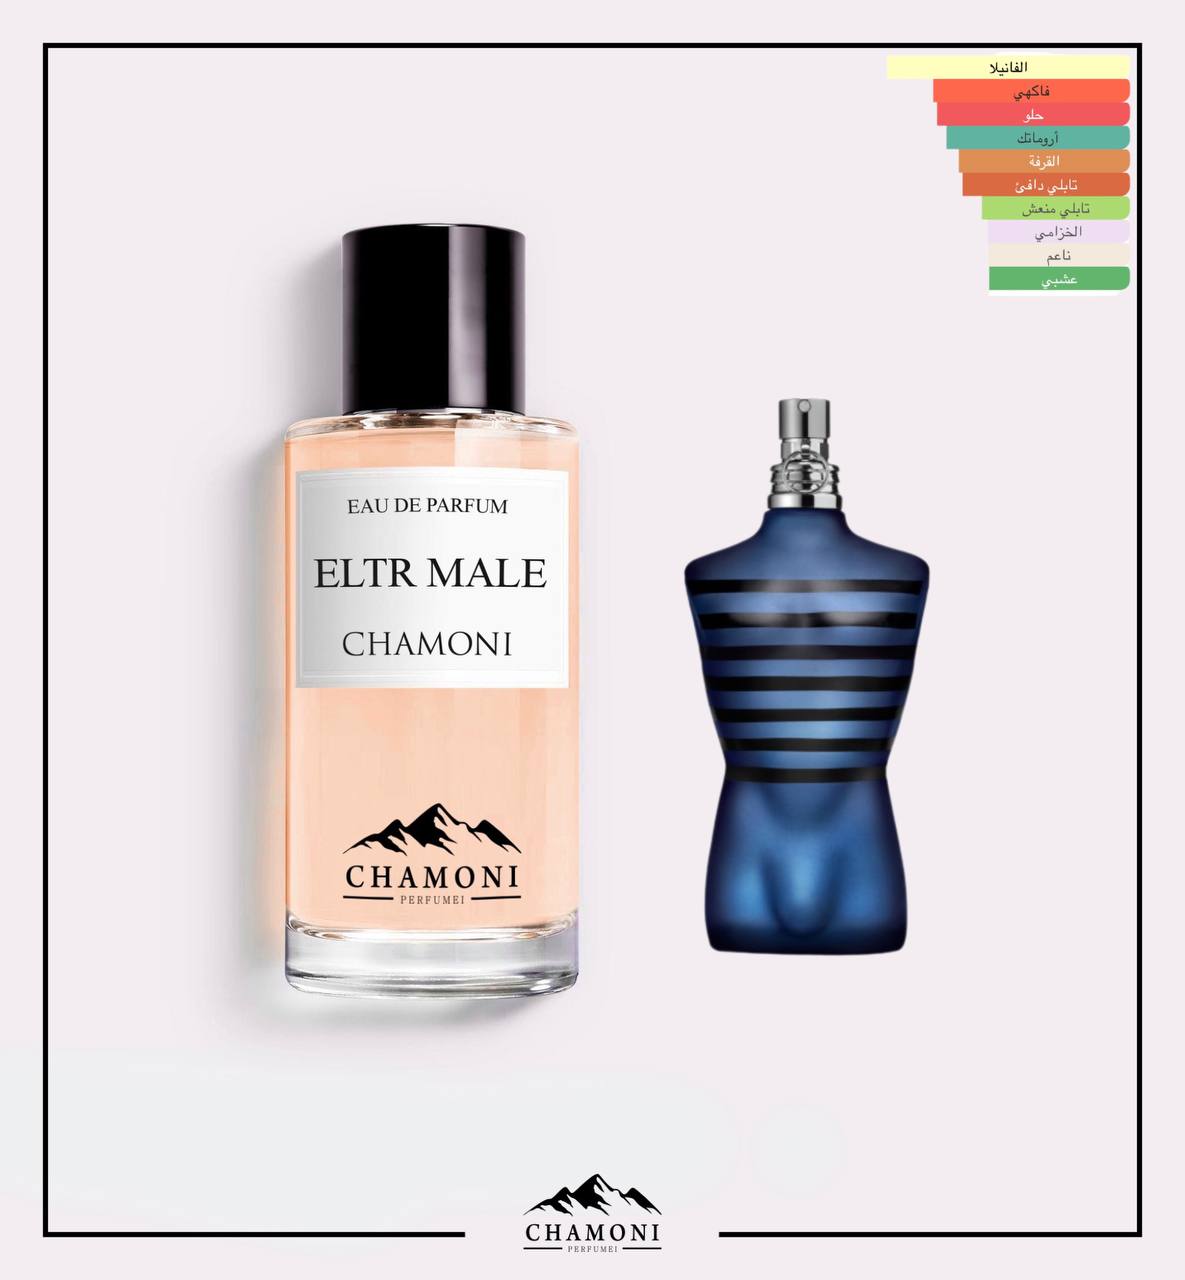 الفانيلا
فاكهي
حلو
أروماتك
القرفة
تابلي دافئ
تابلي منعش
الخزامي
ناعم
عشبي
EAU DE PARFUM
ELTR MALE
CHAMONI
CHAMONI
PERFUMEI
CHAMONI
PERFUMEI